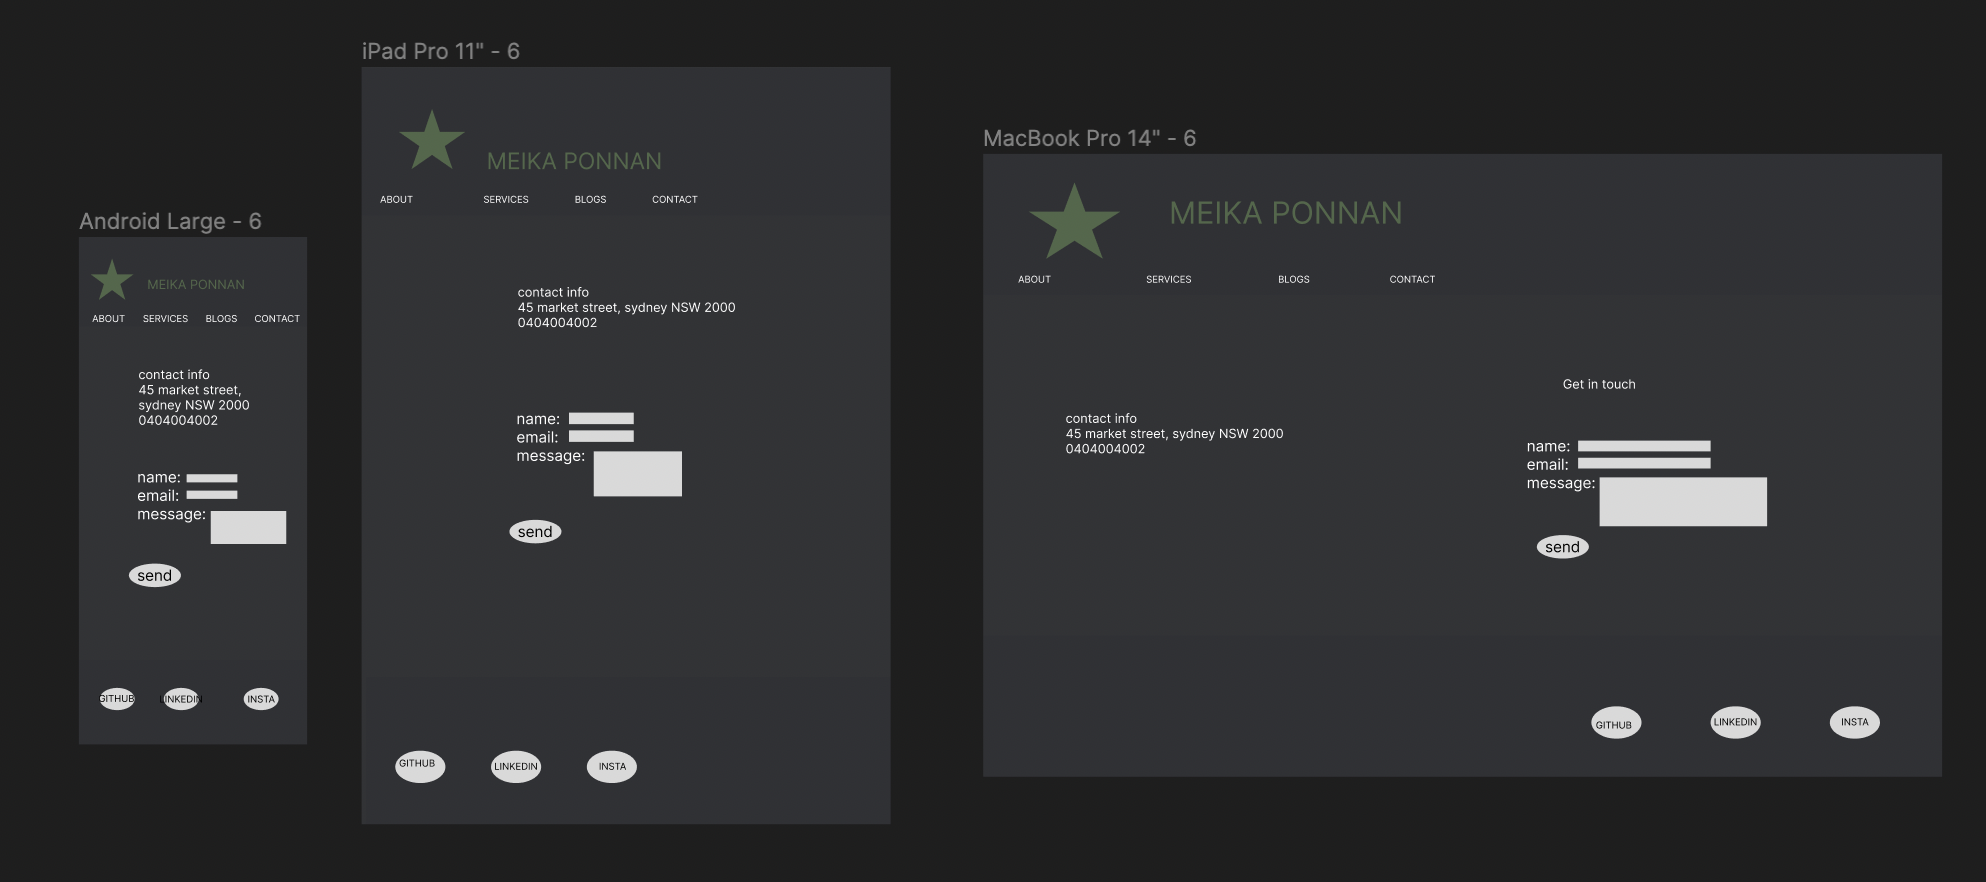 Android Large - 6
MEIKA PONNAN
ABOUT SERVICES BLOGS CONTACT
contact info
45 market street,
sydney NSW 2000
0404004002
name:
email:
message:
send
GITHUB LINKEDIN INSTA
iPad Pro 11" - 6
MEIKA PONNAN
ABOUT SERVICES BLOGS CONTACT
contact info
45 market street, sydney NSW 2000
0404004002
name:
email:
message:
send
GITHUB LINKEDIN INSTA
MacBook Pro 14" - 6
MEIKA PONNAN
ABOUT SERVICES BLOGS CONTACT
contact info
45 market street, sydney NSW 2000
0404004002
Get in touch
name:
email:
message:
send
GITHUB LINKEDIN INSTA